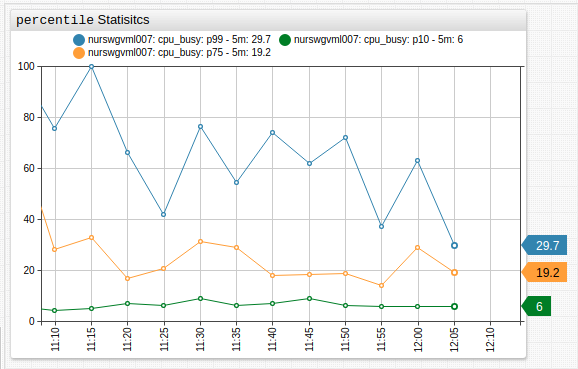 percentile Statisitcs
nurswgvml007: cpu_busy: p99 - 5m: 29.7 nurswgvml007: cpu_busy: p10 - 5m: 6
nurswgvml007: cpu_busy: p75 - 5m: 19.2
100
80
60
40
20
0
29.7
19.2
6
11:10 11:15 11:20 11:25 11:30 11:35 11:40 11:45 11:50 11:55 12:00 12:05 12:10